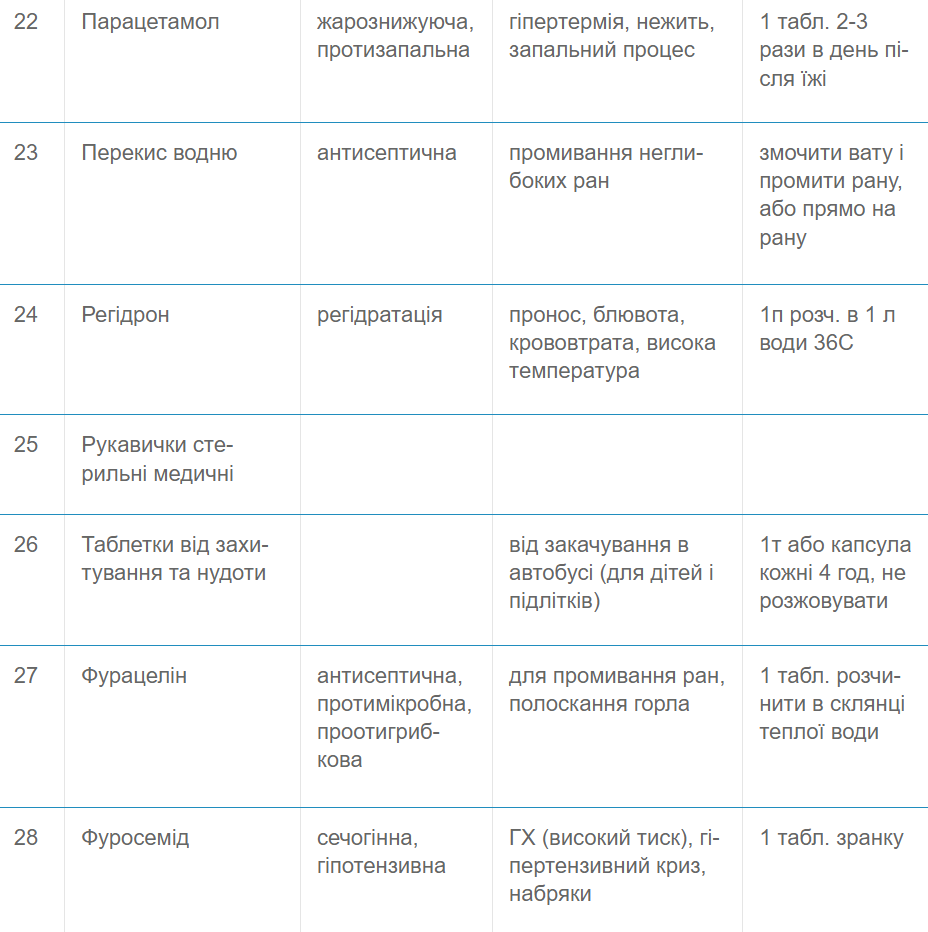 22 Парацетамол жарознижуюча, гіпертермія, нежить, 1 табл. 2-3
протизапальна запальний процес рази в день пі-
сля їжі
23 Перекис водню антисептична промивання негли- змочити вату і
боких ран промити рану,
або прямо на
рану
24 Регідрон регідратація пронос, блювота, 1п розч. в 1 л
крововтрата, висока води 36С
температура
25 Рукавички сте-
рильні медичні
26 Таблетки від захи- від закачування в 1т або капсула
тування та нудоти автобусі (для дітей і кожні 4 год, не
підлітків) розжовувати
27 Фурацелін антисептична, для промивання ран, 1 табл. розчи-
протимікробна, полоскання горла нити в склянці
проотигриб- теплої води
кова
28 Фуросемід сечогінна, ГХ (високий тиск), гі- 1 табл. зранку
гіпотензивна пертензивний криз,
набряки